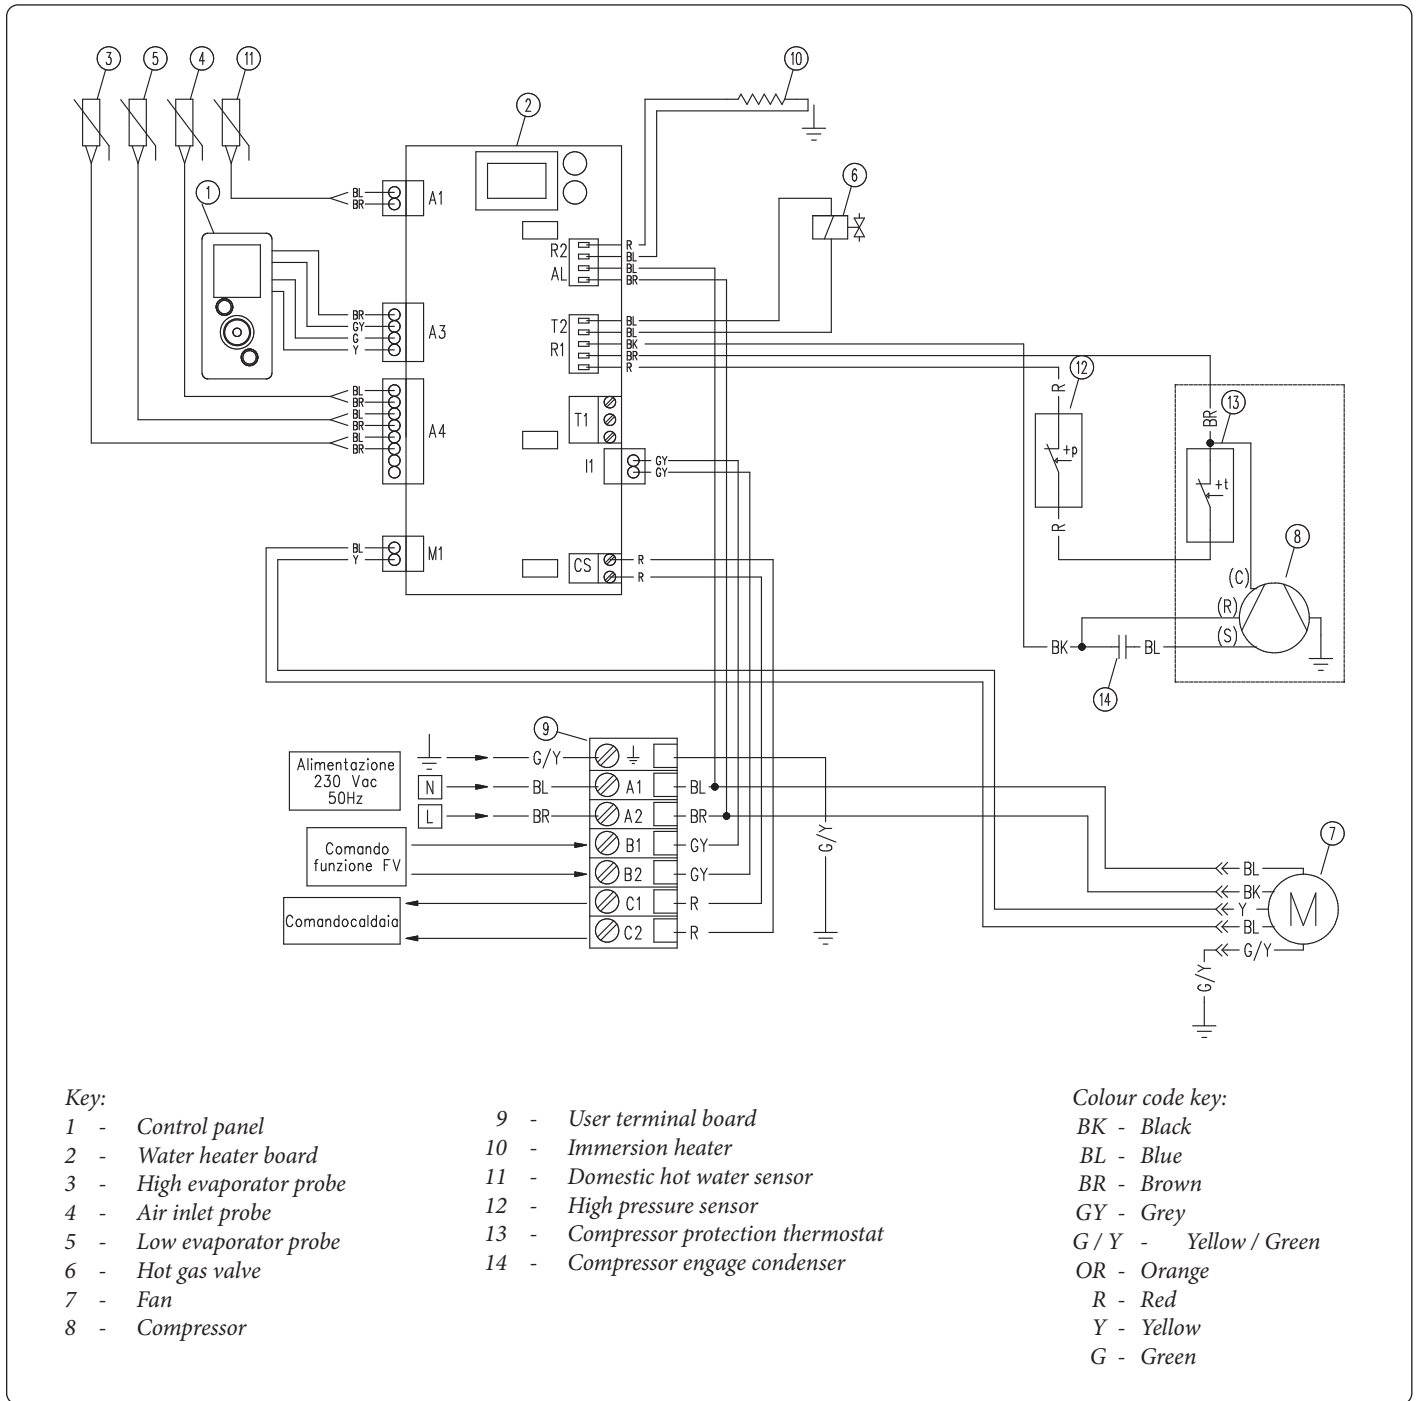 3
5
4
11
10
2
1
6
BL
BR
A1
R2
AL
R
BL
BL
BR
BR
GY
G
Y
A3
T2
R1
BL
BL
BK
BR
R
12
13
R
BR
BL
BR
BL
BR
BL
BR
A4
T1
I1
GY
GY
+p
+t
R
8
BL
Y
M1
CS
R
R
(C)
(R)
(S)
BK
BL
14
9
Alimentazione
230 Vac
50Hz
G/Y
N
BL
A1
BL
L
BR
A2
BR
Comando
funzione FV
B1
GY
B2
GY
G/Y
Comandocaldaia
C1
R
C2
R
7
BL
BK
Y
BL
G/Y
M
G/Y
Key:
1 - Control panel
2 - Water heater board
3 - High evaporator probe
4 - Air inlet probe
5 - Low evaporator probe
6 - Hot gas valve
7 - Fan
8 - Compressor
9 - User terminal board
10 - Immersion heater
11 - Domestic hot water sensor
12 - High pressure sensor
13 - Compressor protection thermostat
14 - Compressor engage condenser
Colour code key:
BK - Black
BL - Blue
BR - Brown
GY - Grey
G / Y - Yellow / Green
OR - Orange
R - Red
Y - Yellow
G - Green